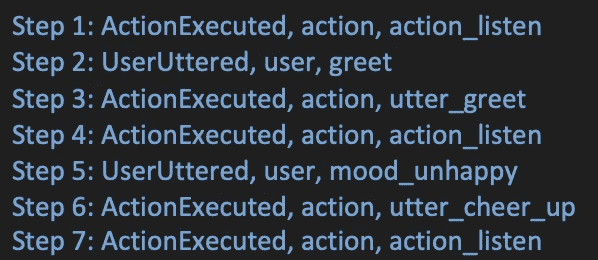 Step 1: ActionExecuted, action, action_listen
Step 2: UserUttered, user, greet
Step 3: ActionExecuted, action, utter_greet
Step 4: ActionExecuted, action, action_listen
Step 5: UserUttered, user, mood_unhappy
Step 6: ActionExecuted, action, utter_cheer_up
Step 7: ActionExecuted, action, action_listen